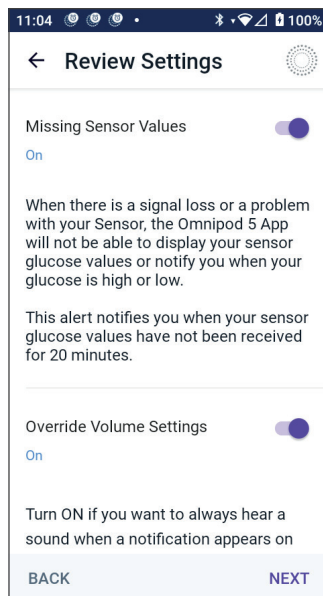 11:04 100%
Review Settings
Missing Sensor Values
On
When there is a signal loss or a problem
with your Sensor, the Omnipod 5 App
will not be able to display your sensor
glucose values or notify you when your
glucose is high or low.
This alert notifies you when your sensor
glucose values have not been received
for 20 minutes.
Override Volume Settings
On
Turn ON if you want to always hear a
sound when a notification appears on
BACK NEXT